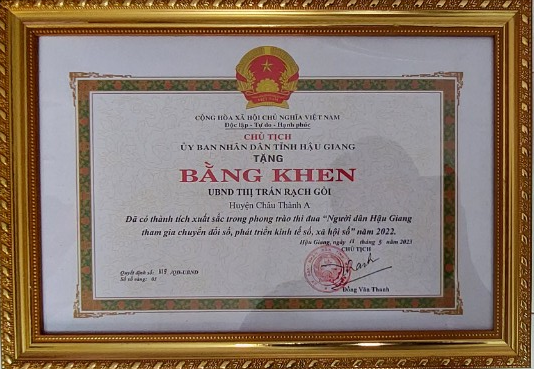 CỘNG HÒA XÃ HỘI CHỦ NGHĨA VIỆT NAM
Độc lập - Tự do - Hạnh phúc
CHỦ TỊCH
ỦY BAN NHÂN DÂN TỈNH HẬU GIANG
TẶNG
BẰNG KHEN
UBND THỊ TRẤN RẠCH GÒI
Huyện Châu Thành A
Đã có thành tích xuất sắc trong phong trào thi đua "Người dân Hậu Giang
tham gia chuyển đổi số, phát triển kinh tế số, xã hội số" năm 2022.
Hậu Giang, ngày tháng 5 năm 2023
CHỦ TỊCH
Quyết định số: /QĐ-UBND
Số sổ vàng: 02
Đồng Văn Thanh